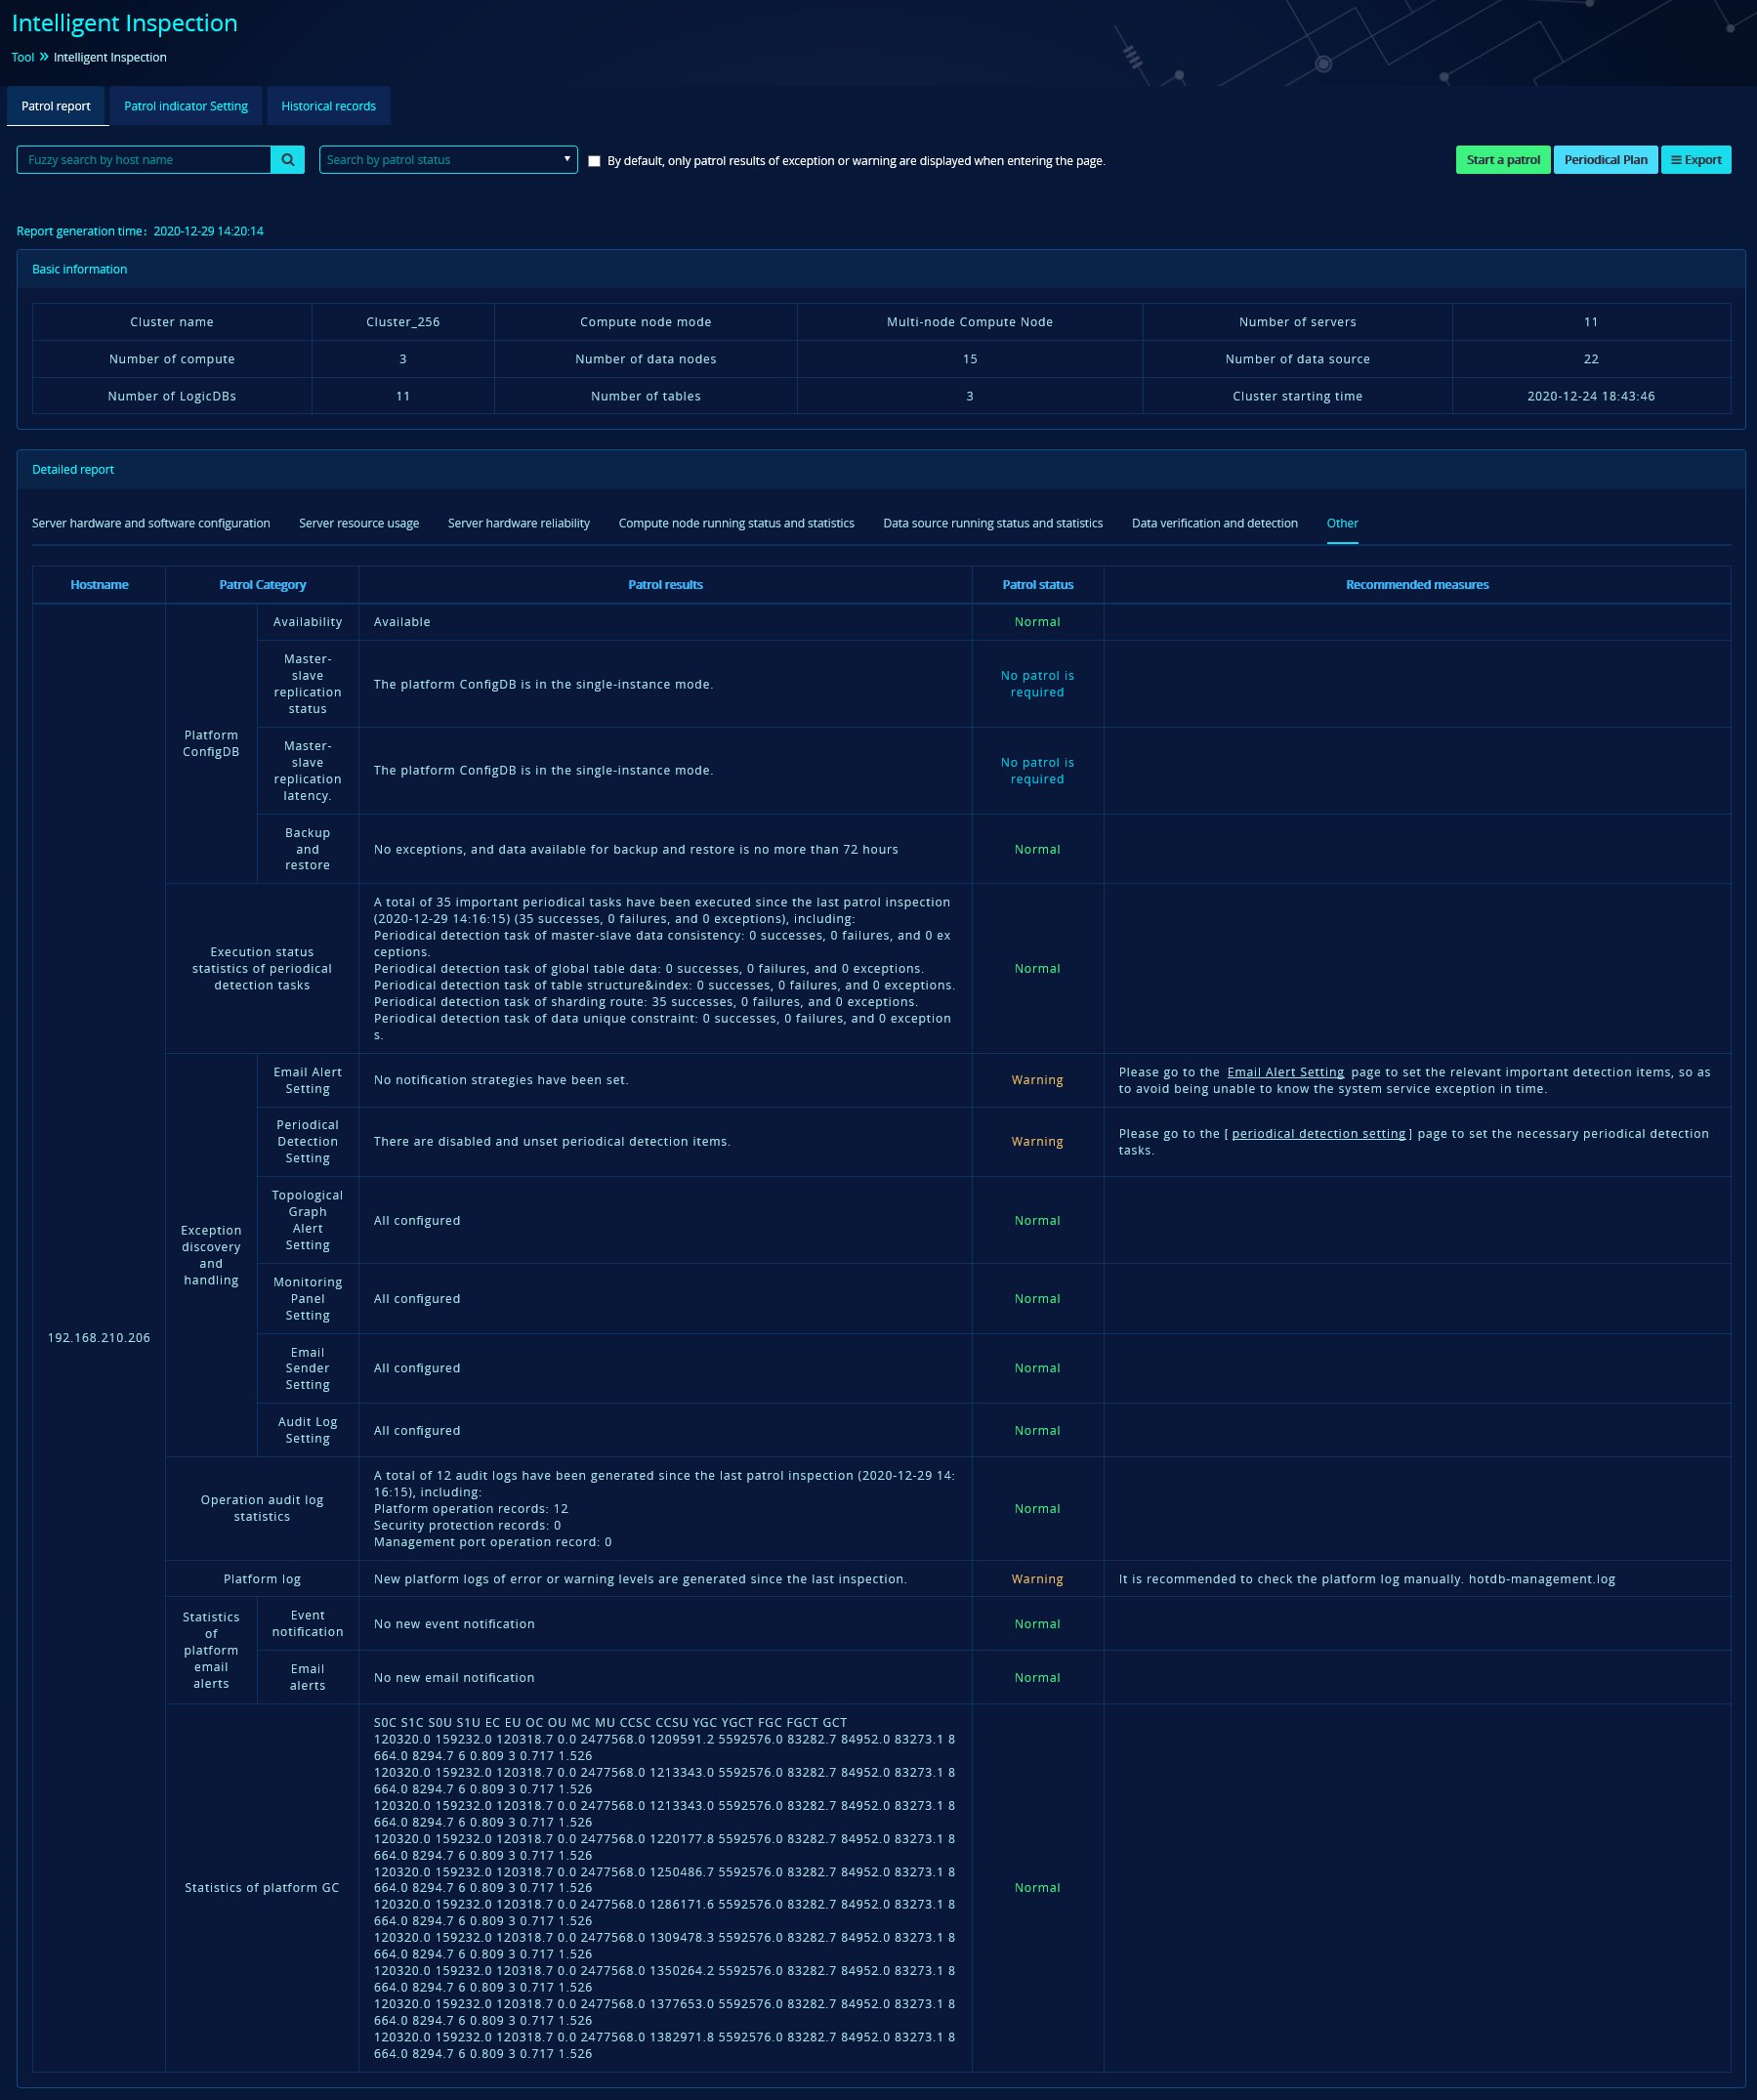 Intelligent Inspection
Tool » Intelligent Inspection
Patrol report
Patrol indicator Setting
Historical records
Fuzzy search by host name
Search by patrol status
By default, only patrol results of exception or warning are displayed when entering the page.
Start a patrol
Periodical Plan
Export
Report generation time: 2020-12-29 14:20:14
Basic information
Cluster name
Cluster_256
Compute node mode
Multi-node Compute Node
Number of servers
11
Number of compute
3
Number of data nodes
15
Number of data source
22
Number of LogicDBs
11
Number of tables
3
Cluster starting time
2020-12-24 18:43:46
Detailed report
Server hardware and software configuration
Server resource usage
Server hardware reliability
Compute node running status and statistics
Data source running status and statistics
Data verification and detection
Other
Hostname
Patrol Category
Patrol results
Patrol status
Recommended measures
192.168.210.206
Platform
ConfigDB
Availability
Available
Normal
Master-
slave
replication
status
The platform ConfigDB is in the single-instance mode.
No patrol is
required
Master-
slave
replication
latency.
The platform ConfigDB is in the single-instance mode.
No patrol is
required
Backup
and
restore
No exceptions, and data available for backup and restore is no more than 72 hours
Normal
Execution status
statistics of periodical
detection tasks
A total of 35 important periodical tasks have been executed since the last patrol inspection
(2020-12-29 14:16:15) (35 successes, 0 failures, and 0 exceptions), including:
Periodical detection task of master-slave data consistency: 0 successes, 0 failures, and 0 ex
ceptions.
Periodical detection task of global table data: 0 successes, 0 failures, and 0 exceptions.
Periodical detection task of table structure&index: 0 successes, 0 failures, and 0 exceptions.
Periodical detection task of sharding route: 35 successes, 0 failures, and 0 exceptions.
Periodical detection task of data unique constraint: 0 successes, 0 failures, and 0 exception
s.
Normal
Exception
discovery
and
handling
Email Alert
Setting
No notification strategies have been set.
Warning
Please go to the Email Alert Setting page to set the relevant important detection items, so as
to avoid being unable to know the system service exception in time.
Periodical
Detection
Setting
There are disabled and unset periodical detection items.
Warning
Please go to the [ periodical detection setting ] page to set the necessary periodical detection
tasks.
Topological
Graph
Alert
Setting
All configured
Normal
Monitoring
Panel
Setting
All configured
Normal
Email
Sender
Setting
All configured
Normal
Audit Log
Setting
All configured
Normal
Operation audit log
statistics
A total of 12 audit logs have been generated since the last patrol inspection (2020-12-29 14:
16:15), including:
Platform operation records: 12
Security protection records: 0
Management port operation record: 0
Normal
Platform log
New platform logs of error or warning levels are generated since the last inspection.
Warning
It is recommended to check the platform log manually. hotdb-management.log
Statistics
of
platform
email
alerts
Event
notification
No new event notification
Normal
Email
alerts
No new email notification
Normal
Statistics of platform GC
S0C S1C S0U S1U EC EU OC OU MC MU CCSC CCSU YGC YGCT FGC FGCT GCT
120320.0 159232.0 120318.7 0.0 2477568.0 1209591.2 5592576.0 83282.7 84952.0 83273.1 8
664.0 8294.7 6 0.809 3 0.717 1.526
120320.0 159232.0 120318.7 0.0 2477568.0 1213343.0 5592576.0 83282.7 84952.0 83273.1 8
664.0 8294.7 6 0.809 3 0.717 1.526
120320.0 159232.0 120318.7 0.0 2477568.0 1213343.0 5592576.0 83282.7 84952.0 83273.1 8
664.0 8294.7 6 0.809 3 0.717 1.526
120320.0 159232.0 120318.7 0.0 2477568.0 1220177.8 5592576.0 83282.7 84952.0 83273.1 8
664.0 8294.7 6 0.809 3 0.717 1.526
120320.0 159232.0 120318.7 0.0 2477568.0 1250486.7 5592576.0 83282.7 84952.0 83273.1 8
664.0 8294.7 6 0.809 3 0.717 1.526
120320.0 159232.0 120318.7 0.0 2477568.0 1286171.6 5592576.0 83282.7 84952.0 83273.1 8
664.0 8294.7 6 0.809 3 0.717 1.526
120320.0 159232.0 120318.7 0.0 2477568.0 1309478.3 5592576.0 83282.7 84952.0 83273.1 8
664.0 8294.7 6 0.809 3 0.717 1.526
120320.0 159232.0 120318.7 0.0 2477568.0 1350264.2 5592576.0 83282.7 84952.0 83273.1 8
664.0 8294.7 6 0.809 3 0.717 1.526
120320.0 159232.0 120318.7 0.0 2477568.0 1377653.0 5592576.0 83282.7 84952.0 83273.1 8
664.0 8294.7 6 0.809 3 0.717 1.526
120320.0 159232.0 120318.7 0.0 2477568.0 1382971.8 5592576.0 83282.7 84952.0 83273.1 8
664.0 8294.7 6 0.809 3 0.717 1.526
Normal